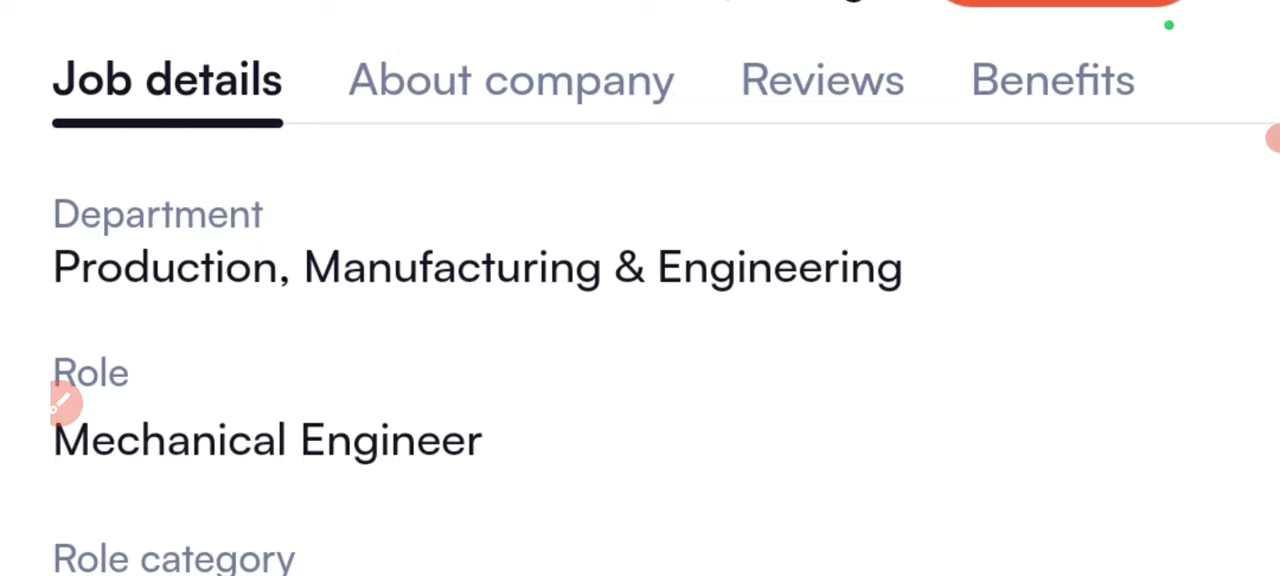 Job details About company Reviews Benefits
Department
Production, Manufacturing & Engineering
Role
Mechanical Engineer
Role category